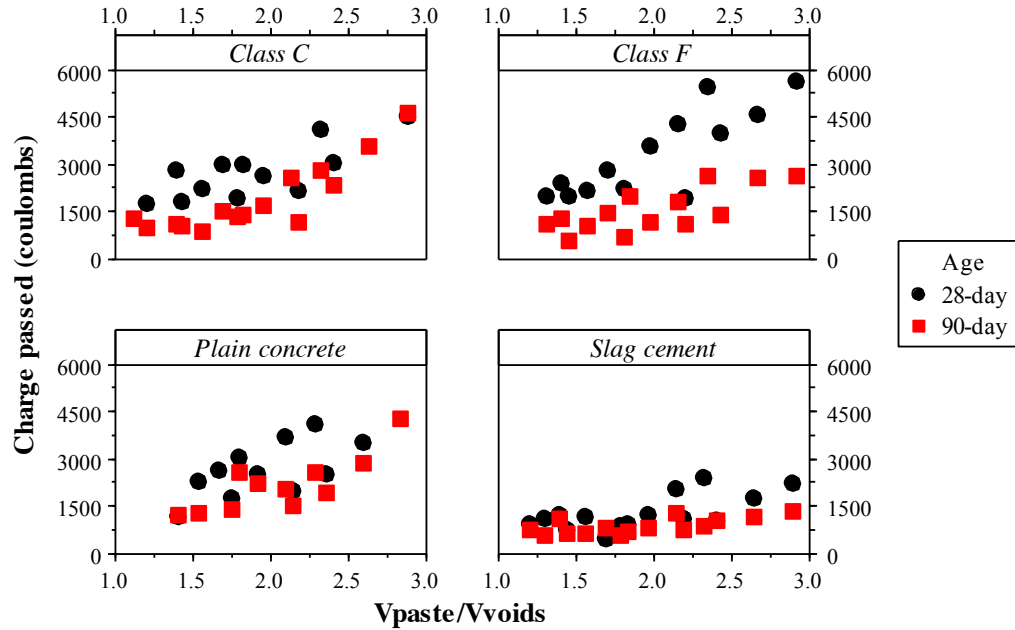 1.0 1.5 2.0 2.5 3.0 1.0 1.5 2.0 2.5 3.0
Class C Class F
6000 6000
4500 4500
3000 3000
1500 1500
0 0
Charge passed (coulombs)
Age
28-day
90-day
Plain concrete Slag cement
6000 6000
4500 4500
3000 3000
1500 1500
0 0
1.0 1.5 2.0 2.5 3.0 1.0 1.5 2.0 2.5 3.0
Vpaste/Vvoids